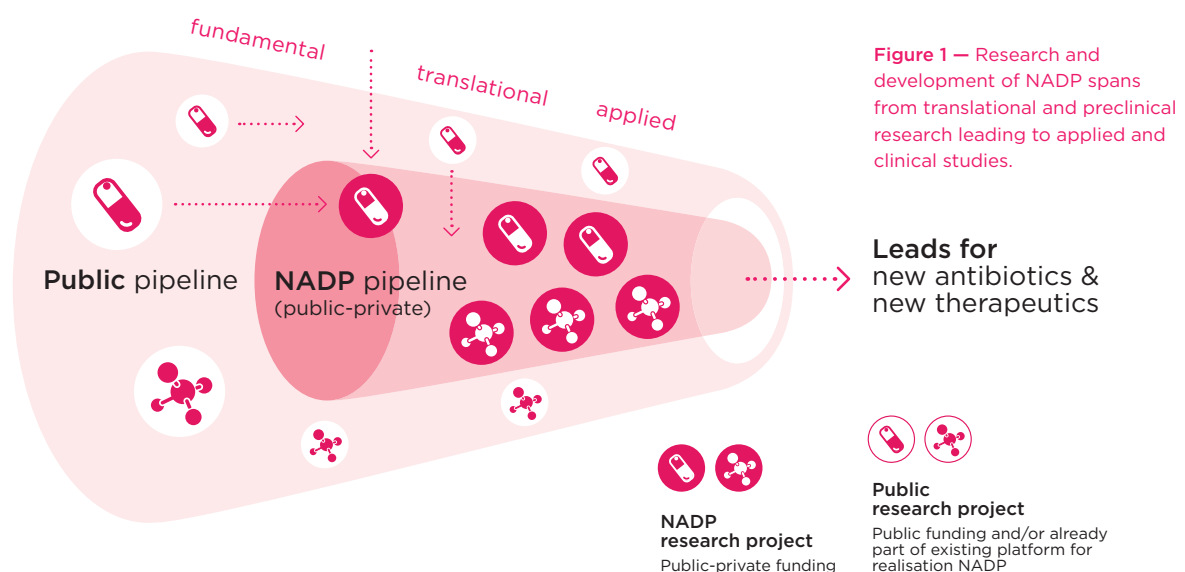 fundamental
translational
applied
Figure 1 — Research and
development of NADP spans
from translational and preclinical
research leading to applied and
clinical studies.
Public pipeline
NADP pipeline
(public-private)
Leads for
new antibiotics &
new therapeutics
NADP
research project
Public-private funding
Public
research project
Public funding and/or already
part of existing platform for
realisation NADP